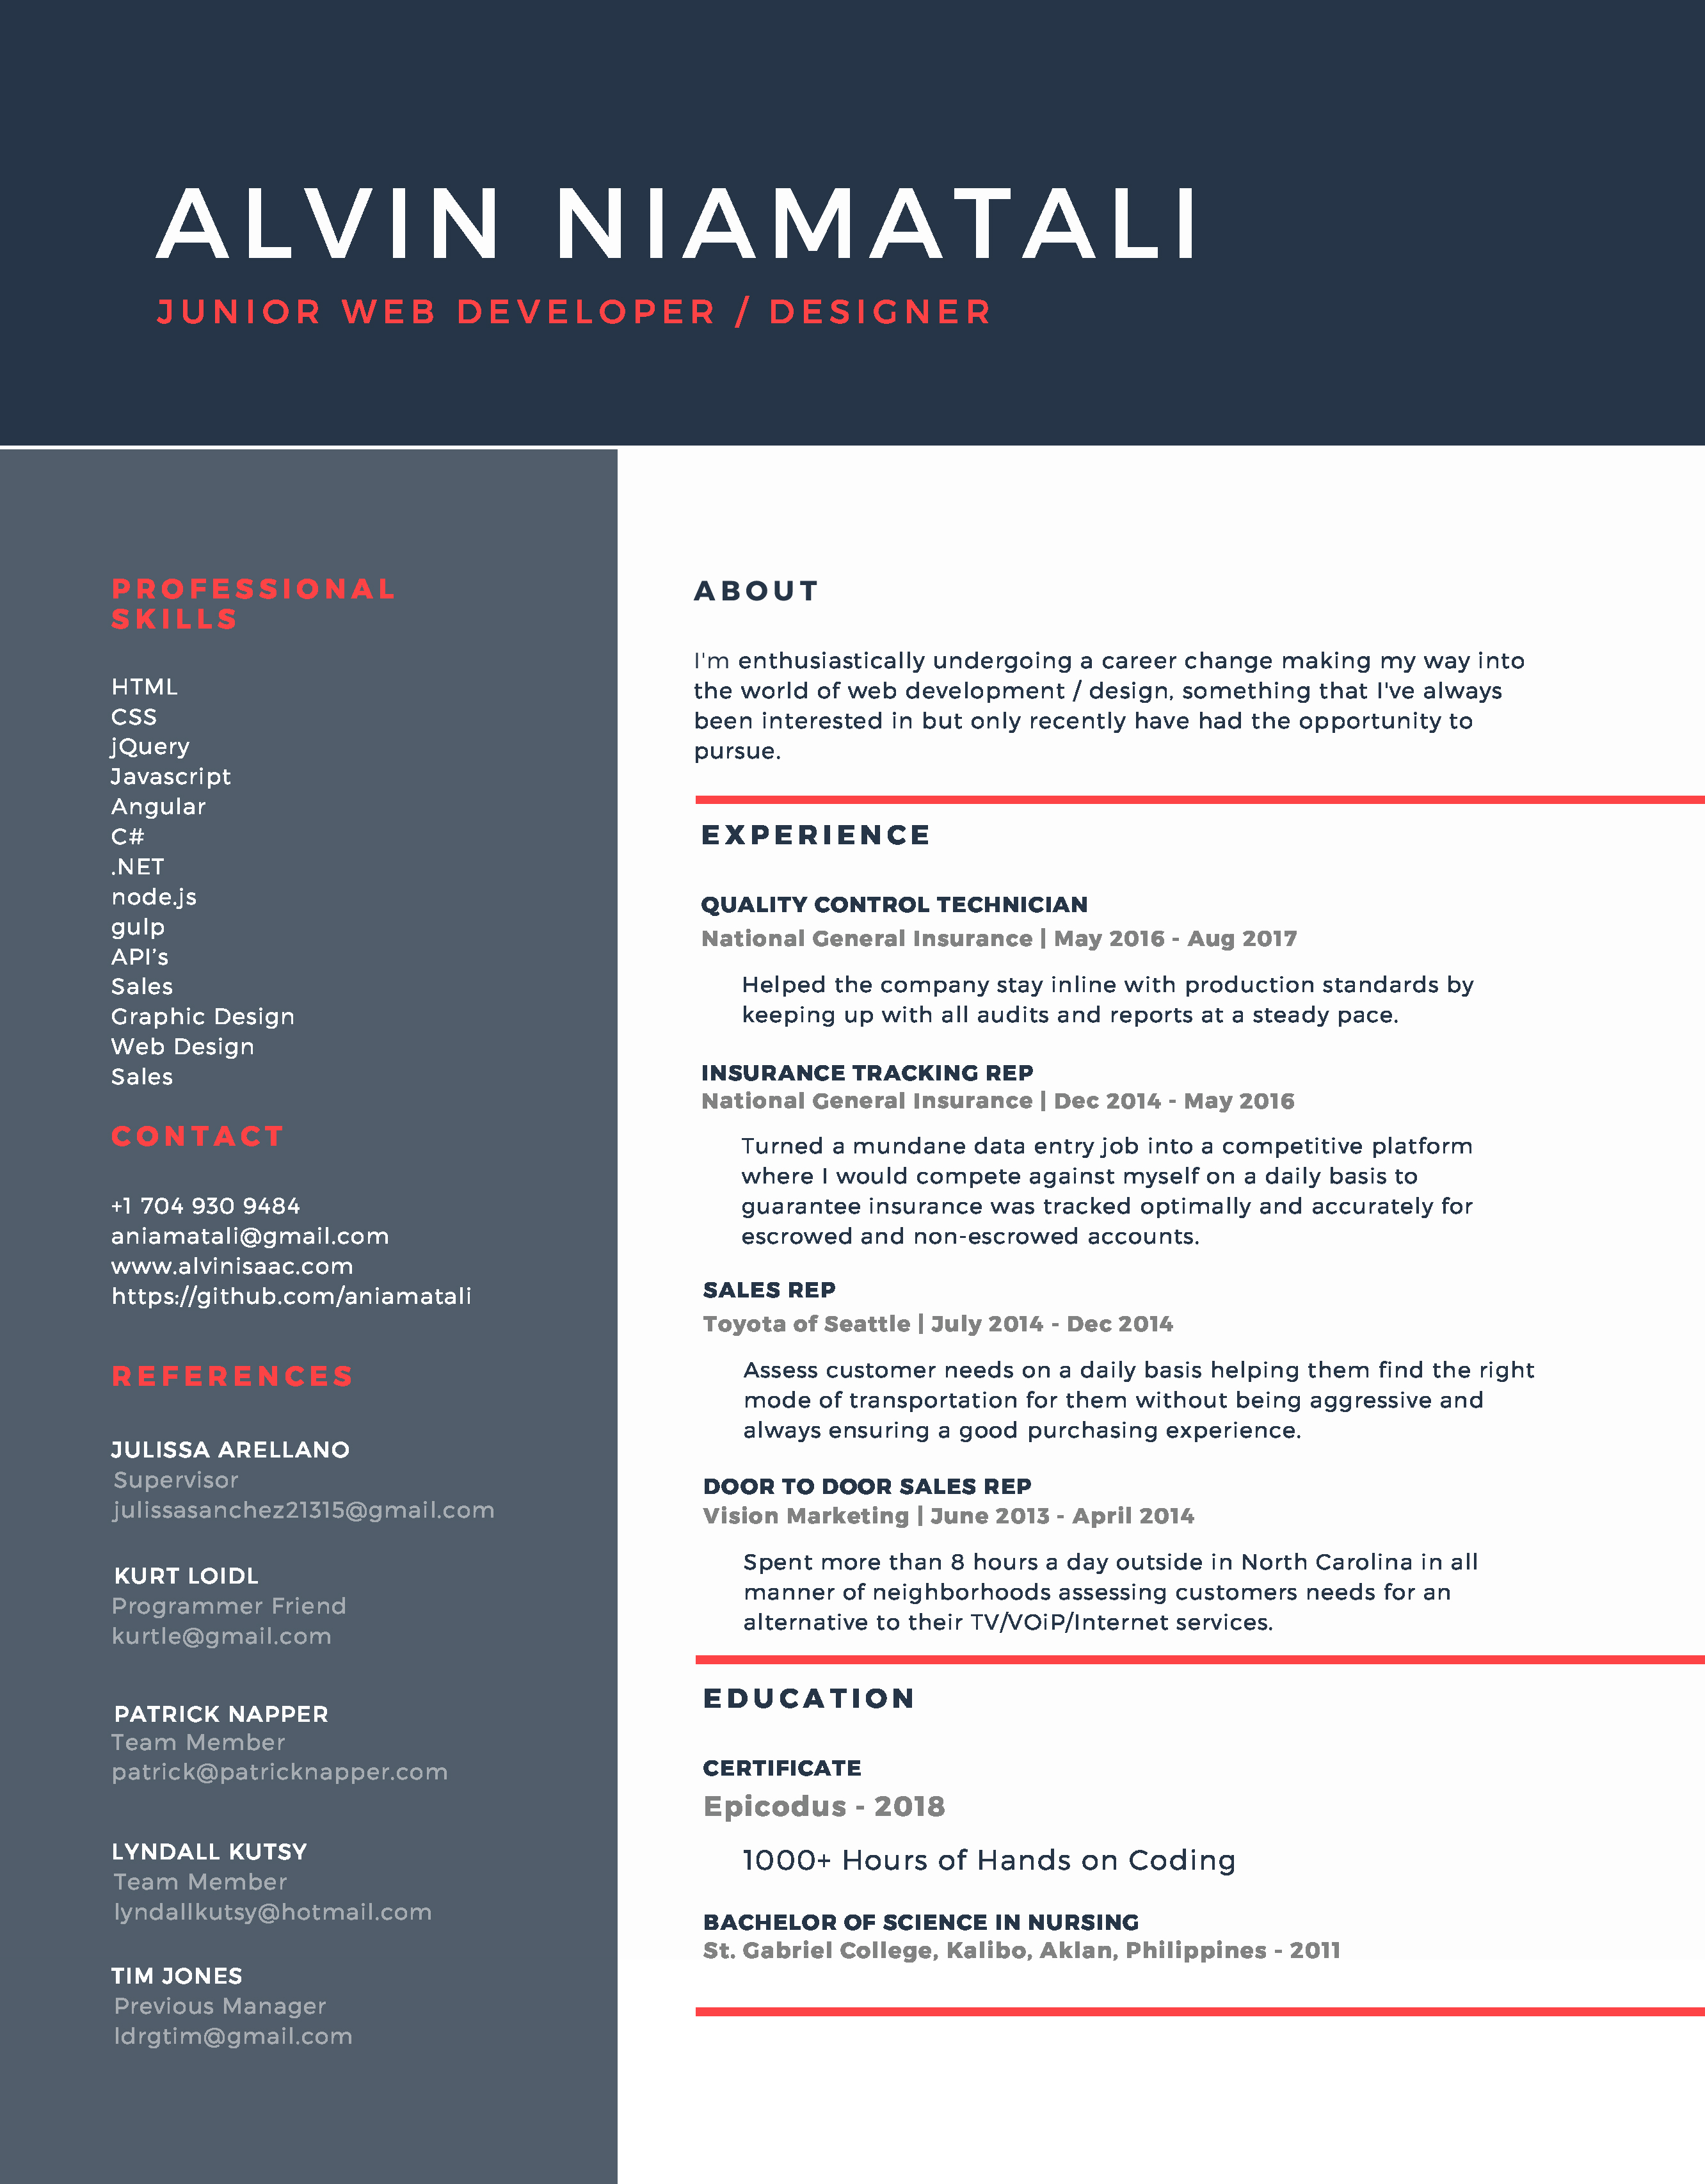 ALVIN NIAMATALI
JUNIOR WEB DEVELOPER / DESIGNER
PROFESSIONAL
SKILLS
HTML
CSS
jQuery
Javascript
Angular
C#
.NET
node.js
gulp
API's
Sales
Graphic Design
Web Design
Sales
CONTACT
+1 704 930 9484
aniamatali@gmail.com
www.alvinisaac.com
https://github.com/aniamatali
REFERENCES
JULISSA ARELLANO
Supervisor
julissasanchez21315@gmail.com
KURT LOIDL
Programmer Friend
kurtle@gmail.com
PATRICK NAPPER
Team Member
patrick@patricknapper.com
LYNDALL KUTSY
Team Member
lyndallkutsy@hotmail.com
TIM JONES
Previous Manager
ldrgtim@gmail.com
ABOUT
I'm enthusiastically undergoing a career change making my way into
the world of web development / design, something that I've always
been interested in but only recently have had the opportunity to
pursue.
EXPERIENCE
QUALITY CONTROL TECHNICIAN
National General Insurance | May 2016 - Aug 2017
Helped the company stay inline with production standards by
keeping up with all audits and reports at a steady pace.
INSURANCE TRACKING REP
National General Insurance | Dec 2014 - May 2016
Turned a mundane data entry job into a competitive platform
where I would compete against myself on a daily basis to
guarantee insurance was tracked optimally and accurately for
escrowed and non-escrowed accounts.
SALES REP
Toyota of Seattle | July 2014 - Dec 2014
Assess customer needs on a daily basis helping them find the right
mode of transportation for them without being aggressive and
always ensuring a good purchasing experience.
DOOR TO DOOR SALES REP
Vision Marketing | June 2013 - April 2014
Spent more than 8 hours a day outside in North Carolina in all
manner of neighborhoods assessing customers needs for an
alternative to their TV/VOiP/Internet services.
EDUCATION
CERTIFICATE
Epicodus - 2018
1000+ Hours of Hands on Coding
BACHELOR OF SCIENCE IN NURSING
St. Gabriel College, Kalibo, Aklan, Philippines - 2011